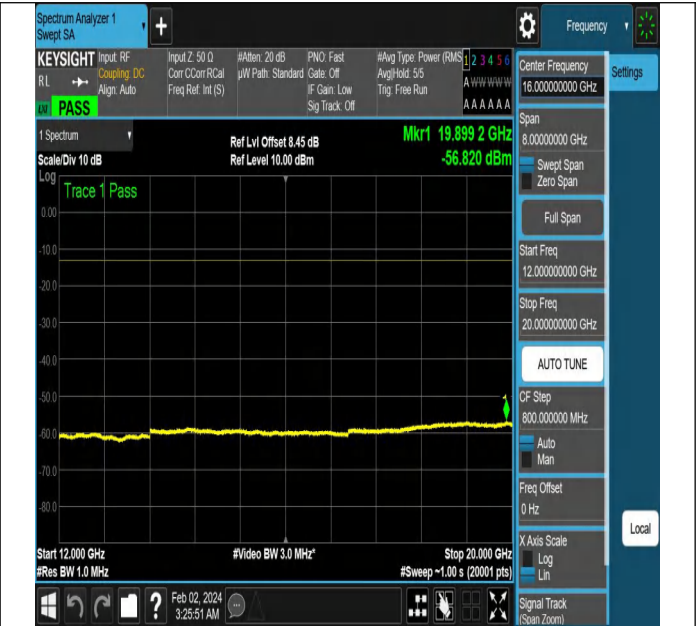 Spectrum Analyzer 1
Swept SA
+
Frequency
KEYSIGHT
RL
PASS
Input: RF
Coupling: DC
Align: Auto
Input Z: 50 Ω
Corr CCorr RCal
Freq Ref: Int (S)
#Atten: 20 dB
µW Path: Standard
PNO: Fast
Gate: Off
IF Gain: Low
Sig Track: Off
#Avg Type: Power (RMS
Avg|Hold: 5/5
Trig: Free Run
1 2 3 4 5 6
A W W W W W
A A A A A A
1 Spectrum
Scale/Div 10 dB
Ref Lvl Offset 8.45 dB
Ref Level 10.00 dBm
Mkr1 19.899 2 GHz
-56.820 dBm
Log
Trace 1 Pass
0.00
-10.0
-20.0
-30.0
-40.0
-50.0
-60.0
-70.0
-80.0
1
Start 12.000 GHz
#Res BW 1.0 MHz
#Video BW 3.0 MHz*
Stop 20.000 GHz
#Sweep ~1.00 s (20001 pts)
Feb 02, 2024
3:25:51 AM
Center Frequency
16.000000000 GHz
Settings
Span
8.00000000 GHz
Swept Span
Zero Span
Full Span
Start Freq
12.000000000 GHz
Stop Freq
20.000000000 GHz
AUTO TUNE
CF Step
800.000000 MHz
Auto
Man
Freq Offset
0 Hz
X Axis Scale
Log
Lin
Local
Signal Track
(Span Zoom)